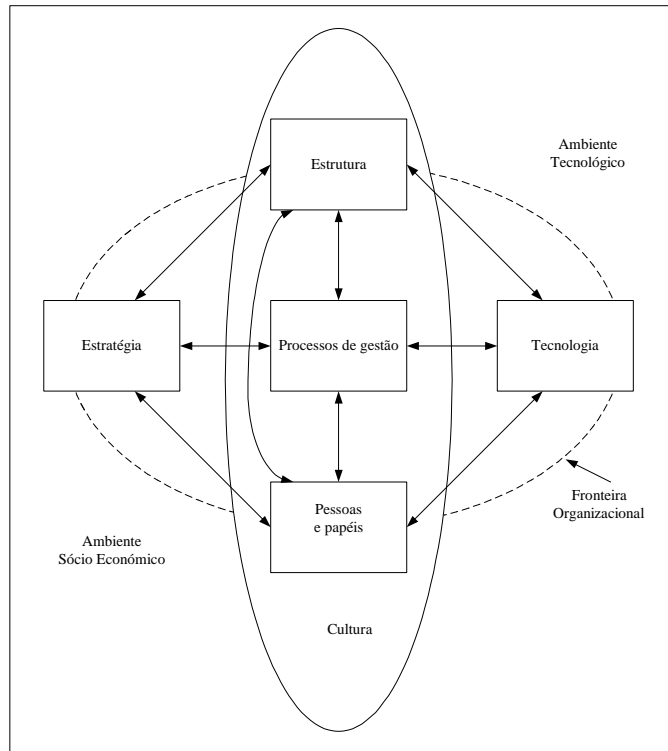 Estrutura
Ambiente
Tecnológico
Estratégia
Processos de gestão
Tecnologia
Pessoas
e papéis
Fronteira
Organizacional
Ambiente
Sócio Económico
Cultura